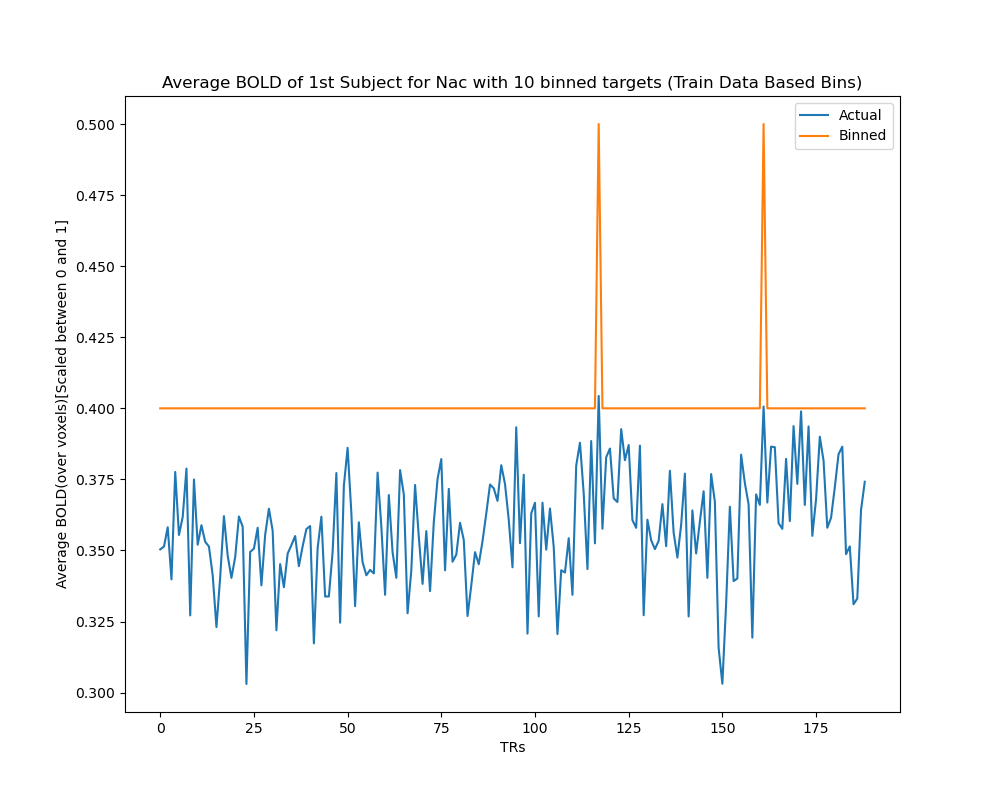 Average BOLD of 1st Subject for Nac with 10 binned targets (Train Data Based Bins)
Actual
Binned
0.500
0.475
0.450
0.425
0.400
0.375
0.350
0.325
0.300
Average BOLD(over voxels)[Scaled between 0 and 1]
0 25 50 75 100 125 150 175
TRs